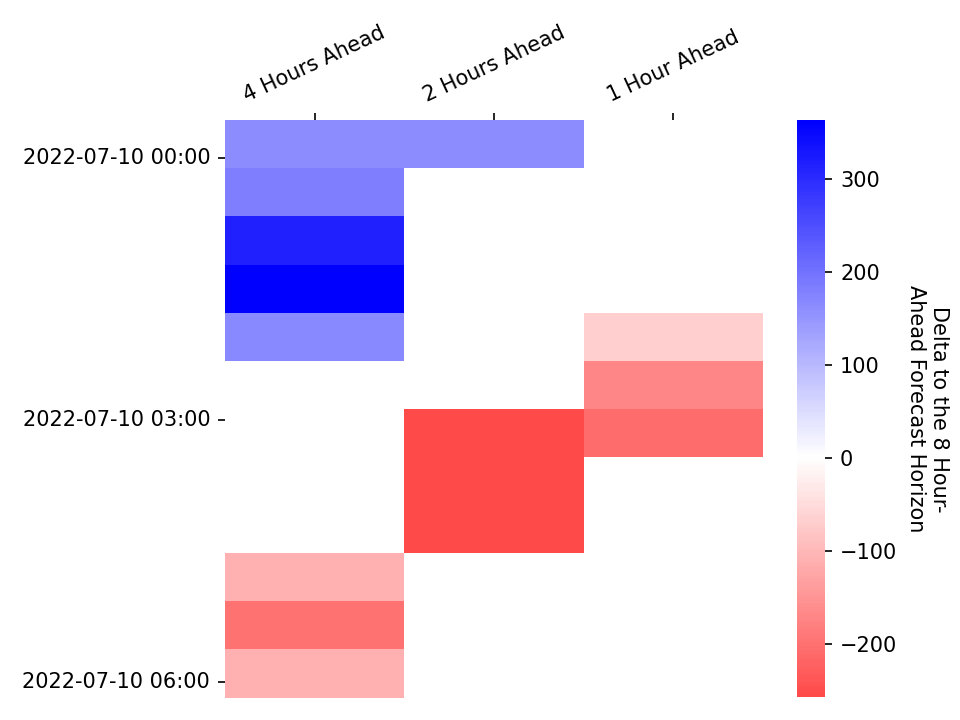 4 Hours Ahead
2 Hours Ahead
1 Hour Ahead
2022-07-10 00:00
2022-07-10 03:00
2022-07-10 06:00
300
200
100
0
−100
−200
Delta to the 8 Hour-
Ahead Forecast Horizon